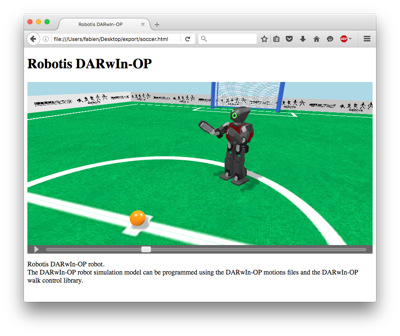 Robotis DARwIn-OP
file:///Users/fabien/Desktop/export/soccer.html
Robotis DARwIn-OP
Robotis DARwIn-OP robot.
The DARwIn-OP robot simulation model can be programmed using the DARwIn-OP motions files and the DARwIn-OP
walk control library.